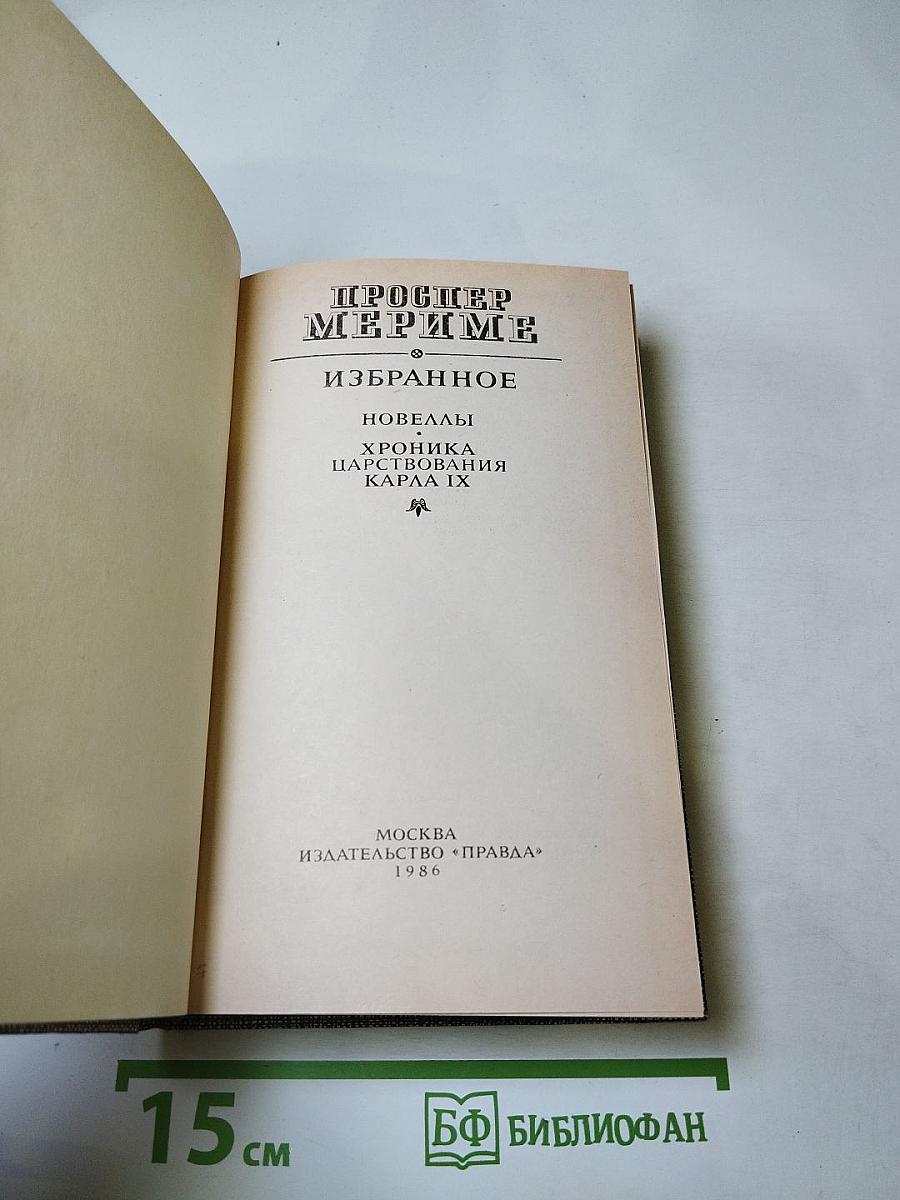 ПРОСПЕР
МЕРИМЕ
ИЗБРАННОЕ
НОВЕЛЛЫ
ХРОНИКА
ЦАРСТВОВАНИЯ
КАРЛА IX
МОСКВА
ИЗДАТЕЛЬСТВО «ПРАВДА»
1986
15 см
БФ БИБЛИОФАН